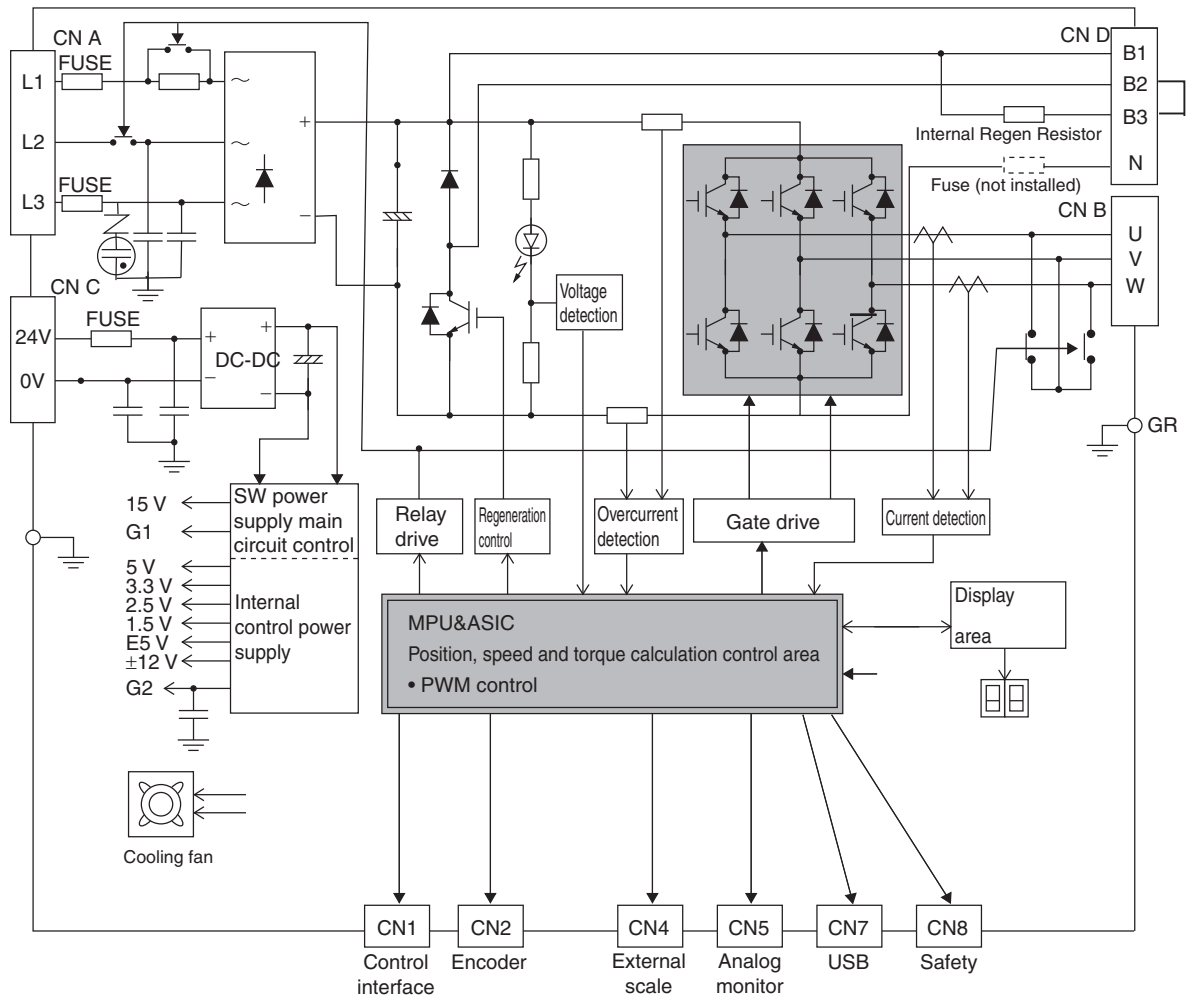 CN A
FUSE
L1
L2
FUSE
L3
~
~
~
+
−
CN C
FUSE
24V
0V
+
−
DC-DC
+
−
CN D
B1
B2
B3
Internal Regen Resistor
N
Fuse (not installed)
CN B
U
V
W
GR
Voltage
detection
15 V
G1
5 V
3.3 V
2.5 V
1.5 V
E5 V
±12 V
G2
SW power
supply main
circuit control
Internal
control power
supply
Relay
drive
Regeneration
control
Overcurrent
detection
Gate drive
Current detection
MPU&ASIC
Position, speed and torque calculation control area
• PWM control
Display
area
Cooling fan
CN1
CN2
CN4
CN5
CN7
CN8
Control
interface
Encoder
External
scale
Analog
monitor
USB
Safety